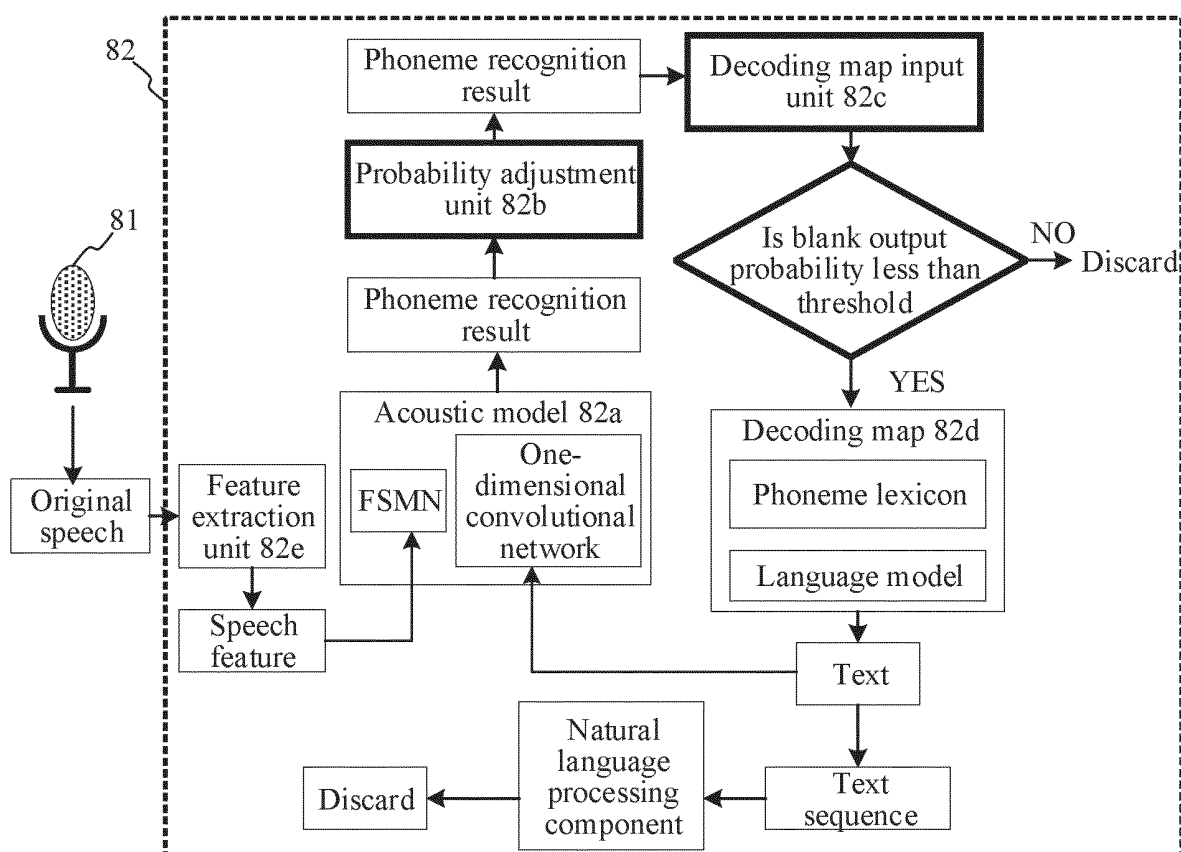 82
81
Original
speech
Feature
extraction
unit 82e
Speech
feature
Acoustic model 82a
FSMN
One-
dimensional
convolutional
network
Phoneme recognition
result
Probability adjustment
unit 82b
Phoneme recognition
result
Decoding map input
unit 82c
Is blank output
probability less than
threshold
NO
Discard
YES
Decoding map 82d
Phoneme lexicon
Language model
Text
Text
sequence
Natural
language
processing
component
Discard